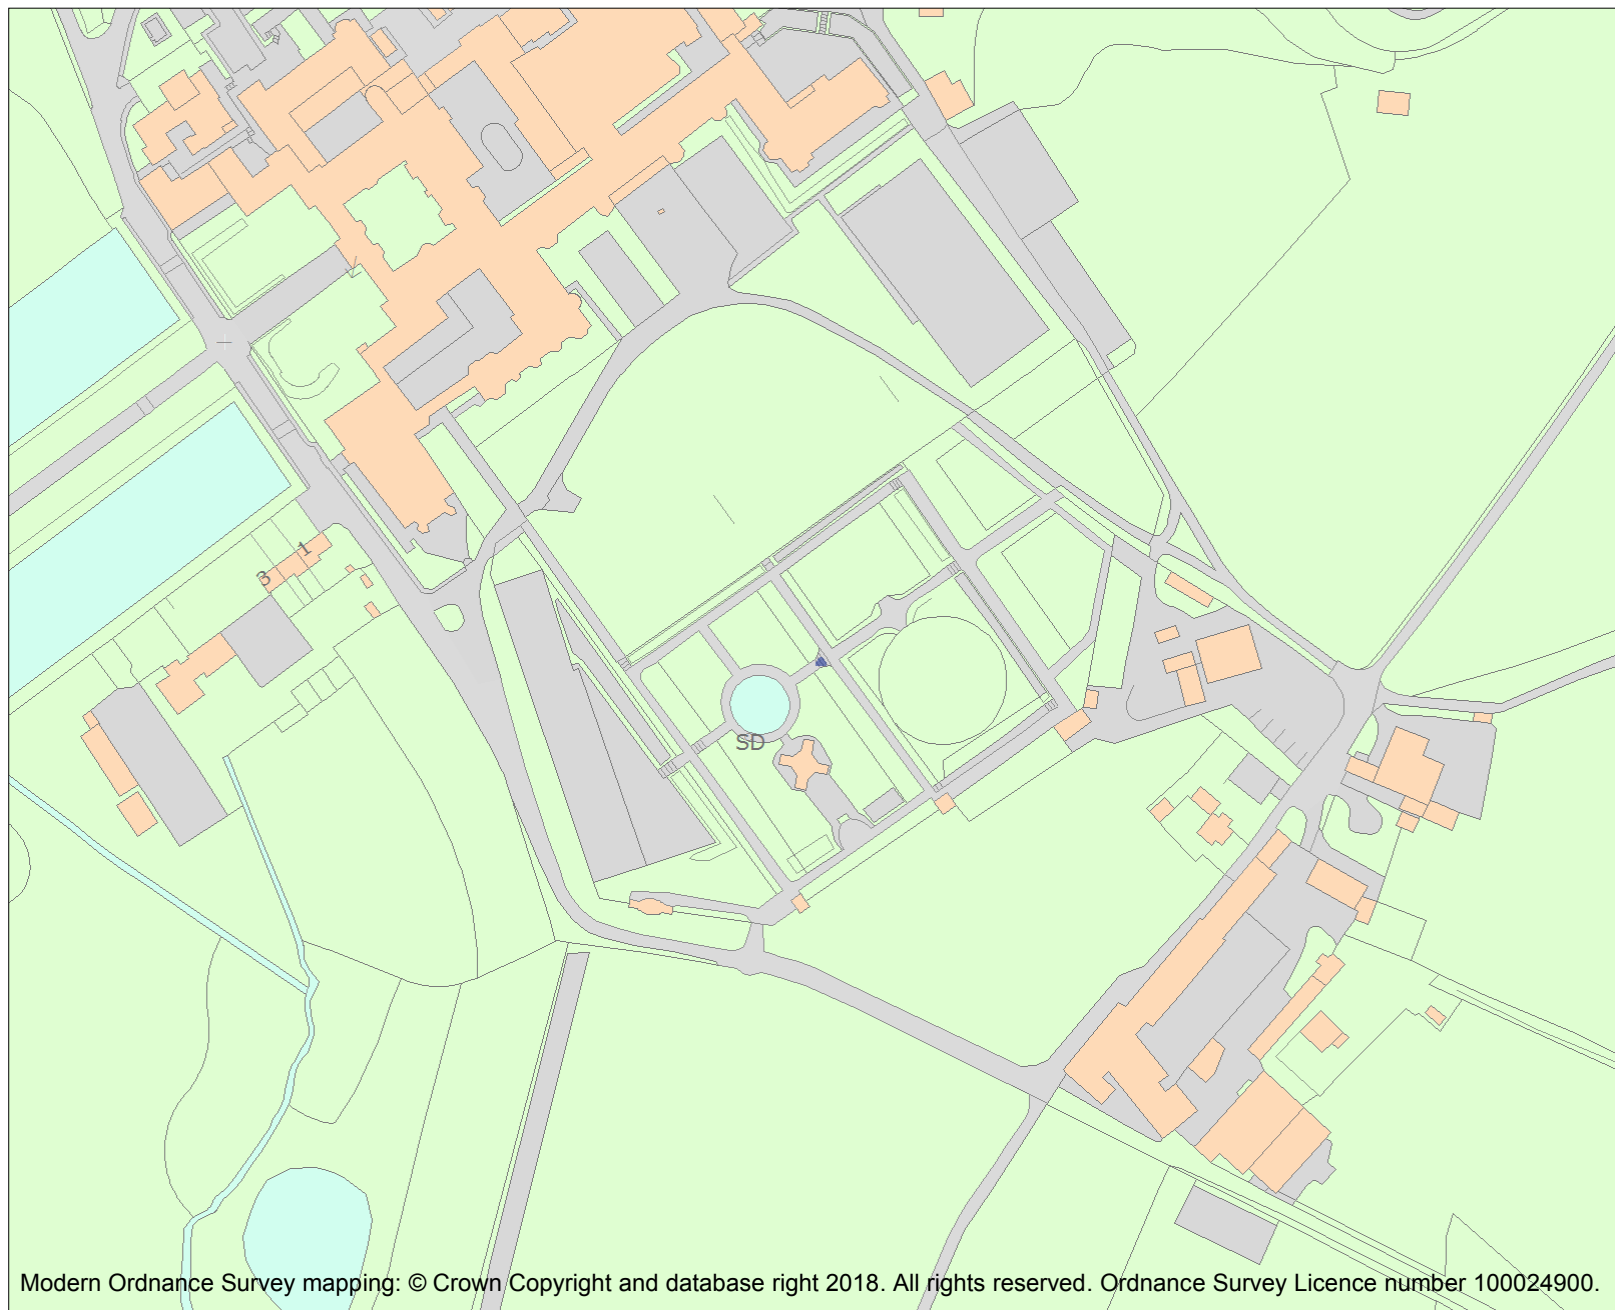 1
3
SD
Modern Ordnance Survey mapping: © Crown Copyright and database right 2018. All rights reserved. Ordnance Survey Licence number 100024900.